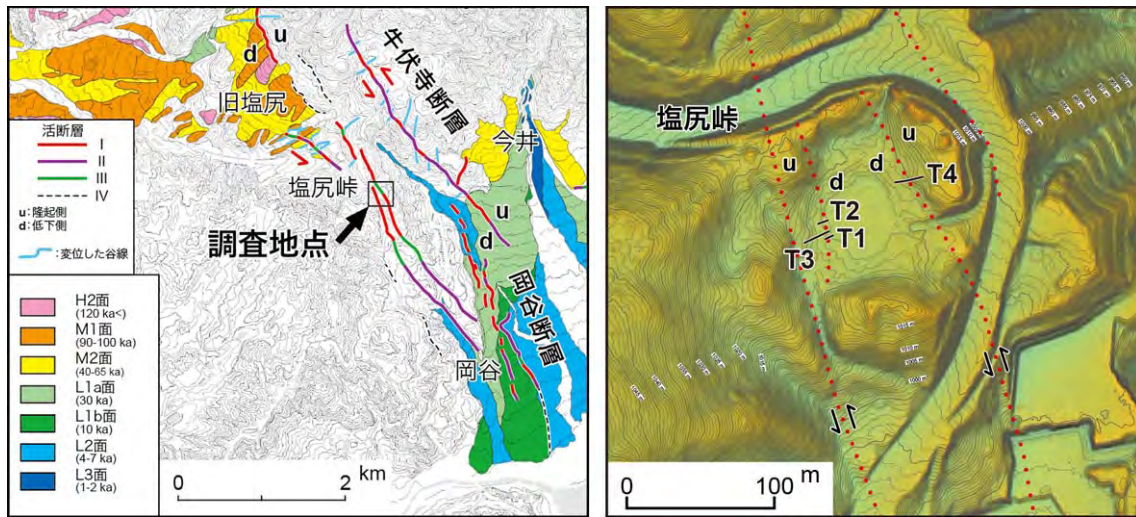 u
d
牛伏寺断層
旧塩尻
今井
活断層
I
II
III
IV
u：隆起側
d：低下側
：変位した谷線
塩尻峠
調査地点
u
d
岡谷断層
岡谷
H2面
(120 ka<)
M1面
(90-100 ka)
M2面
(40-65 ka)
L1a面
(30 ka)
L1b面
(10 ka)
L2面
(4-7 ka)
L3面
(1-2 ka)
0
2
km
塩尻峠
u
u
d
d
T4
T2
T1
T3
0
100
m